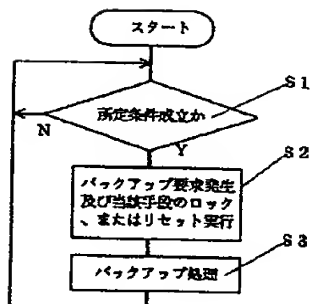 スタート
S1
所定条件成立か
N
Y
S2
バックアップ要求発生
及び当該手段のロック
、またはリセット実行
S3
バックアップ処理